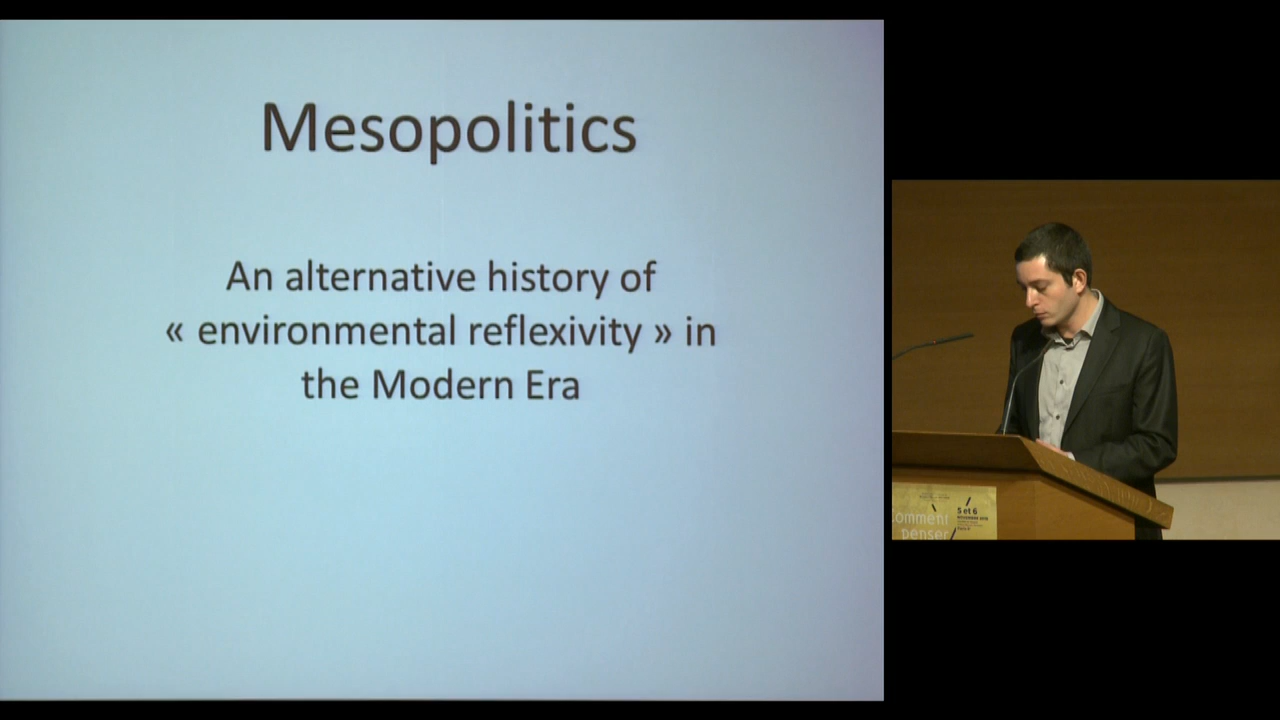 Mesopolitics
An alternative history of
« environmental reflexivity » in
the Modern Era
5 et 6
comment
penser